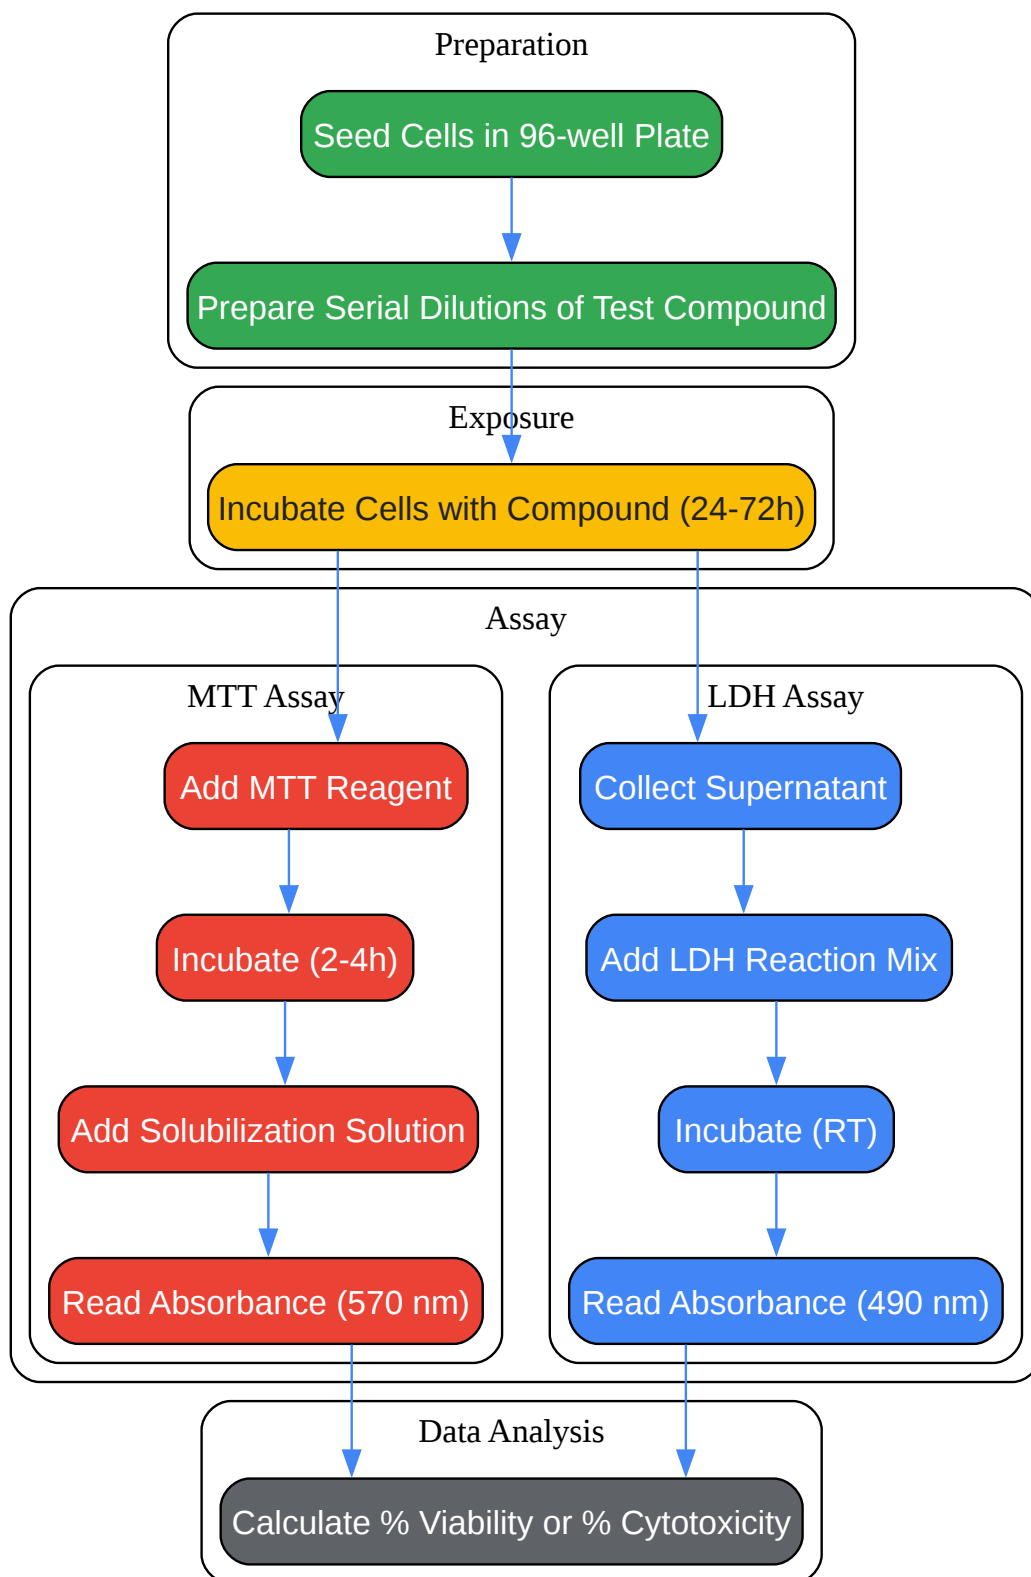 Preparation
Seed Cells in 96-well Plate
Prepare Serial Dilutions of Test Compound
Exposure
Incubate Cells with Compound (24-72h)
Assay
MTT Assay
Add MTT Reagent
Incubate (2-4h)
Add Solubilization Solution
Read Absorbance (570 nm)
LDH Assay
Collect Supernatant
Add LDH Reaction Mix
Incubate (RT)
Read Absorbance (490 nm)
Data Analysis
Calculate % Viability or % Cytotoxicity